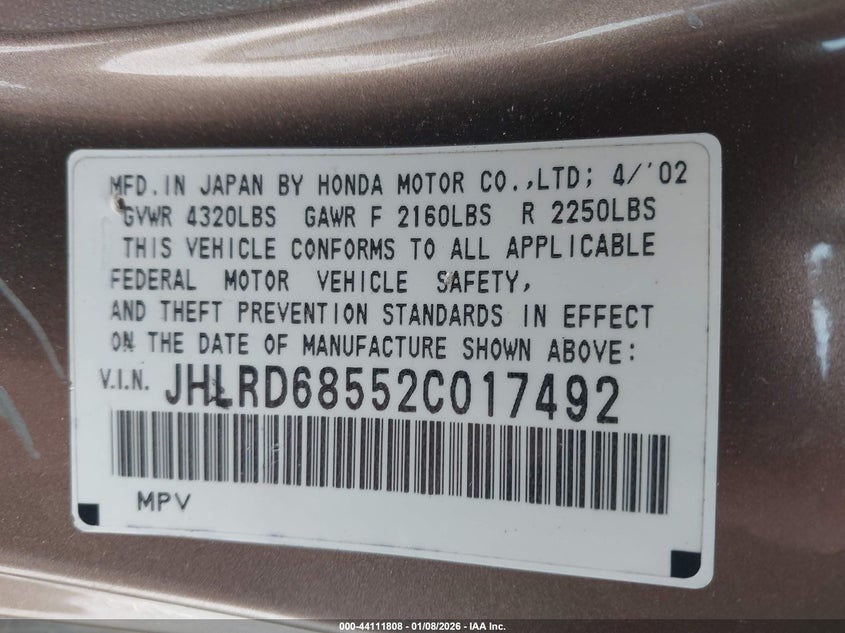 MFD.IN JAPAN BY HONDA MOTOR CO.,LTD; 4/'02
GVWR 4320LBS GAWR F 2160LBS R 2250LBS
THIS VEHICLE CONFORMS TO ALL APPLICABLE
FEDERAL MOTOR VEHICLE SAFETY,
AND THEFT PREVENTION STANDARDS IN EFFECT
ON THE DATE OF MANUFACTURE SHOWN ABOVE:
V.I.N. JHLRD68552C017492
MPV
000-44111808 - 01/08/2026 - IAA Inc.